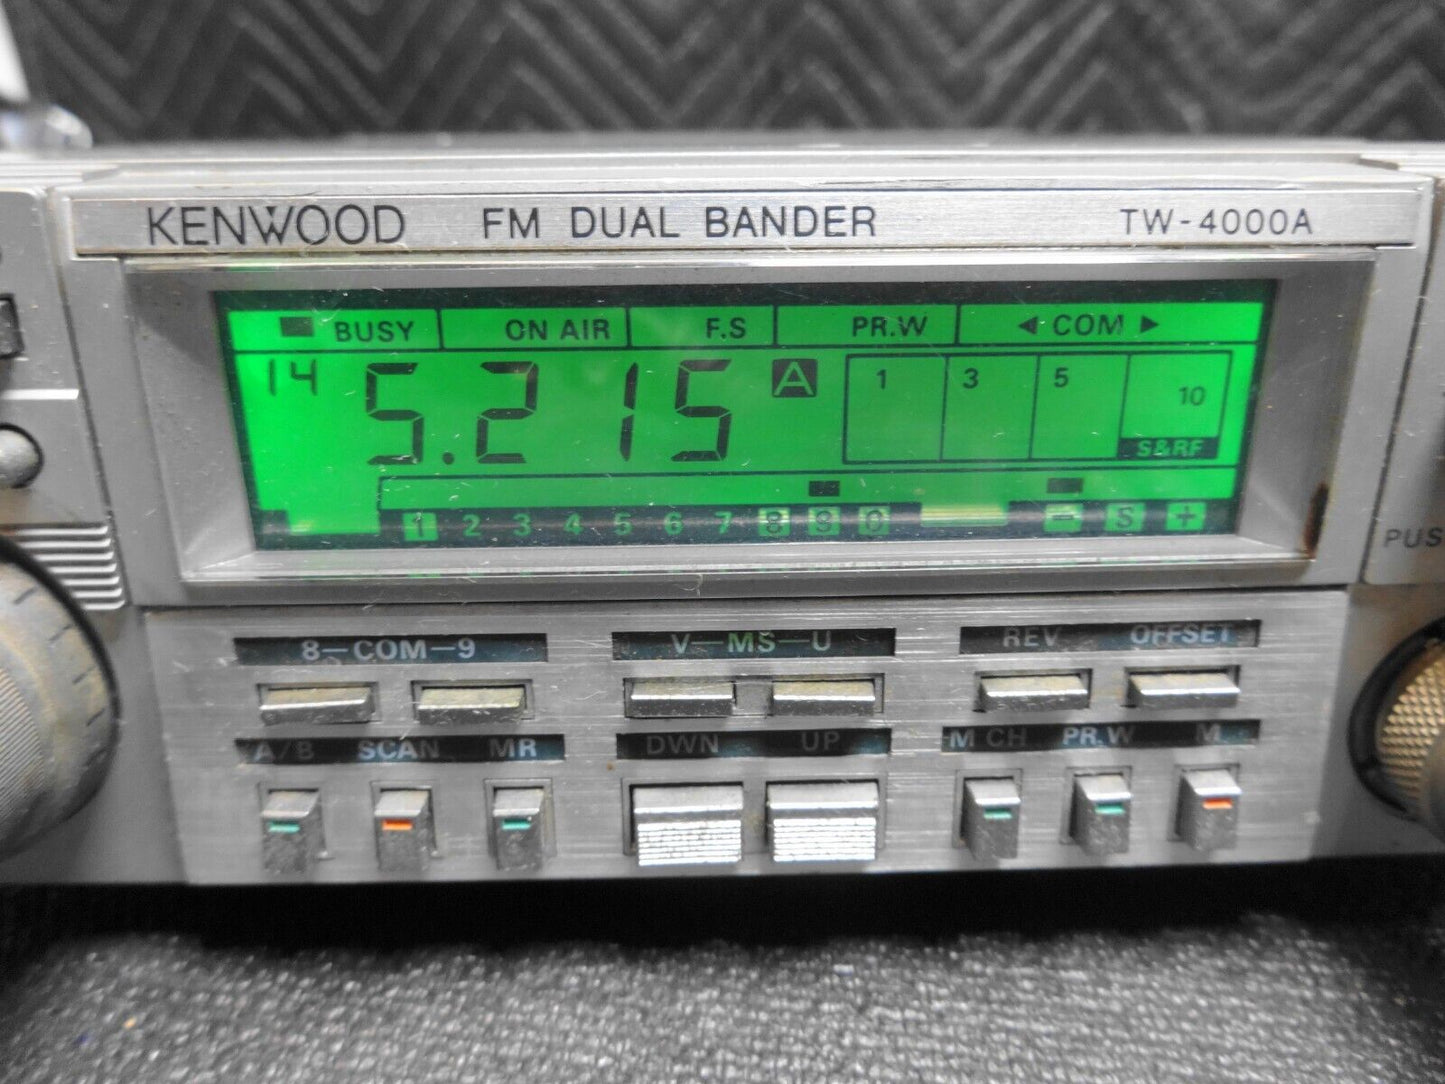 KENWOOD FM DUAL BANDER TW-4000A
BUSY ON AIR F.S PR.W ◀ COM ▶
14 5.215 A 1 3 5 10
S&RF
1 2 3 4 5 6 7 8 9 0 - S +
PUS
8-COM-9 V-MS-U REV OFFSET
A/B SCAN MR DWN UP M CH PR.W M